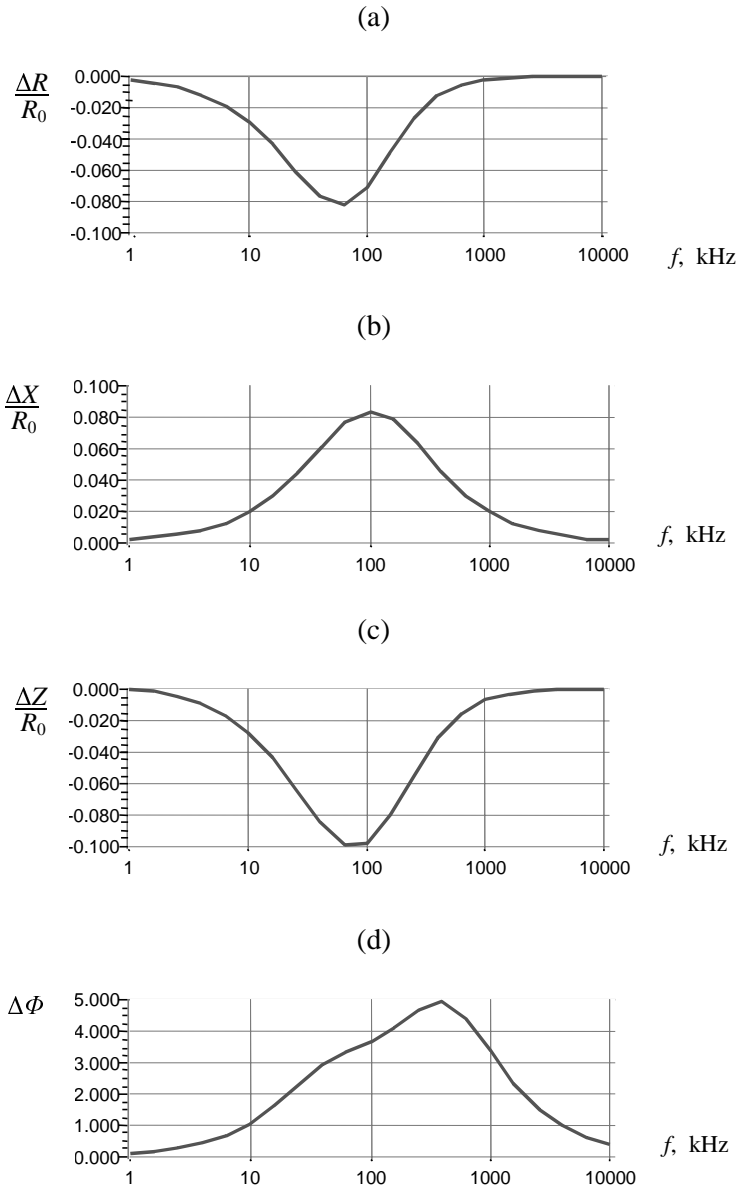 (a)
ΔR
R0
0.000
-0.020
-0.040
-0.060
-0.080
-0.100
1 10 100 1000 10000
f, kHz
(b)
ΔX
R0
0.100
0.080
0.060
0.040
0.020
0.000
1 10 100 1000 10000
f, kHz
(c)
ΔZ
R0
0.000
-0.020
-0.040
-0.060
-0.080
-0.100
1 10 100 1000 10000
f, kHz
(d)
ΔΦ
5.000
4.000
3.000
2.000
1.000
0.000
1 10 100 1000 10000
f, kHz